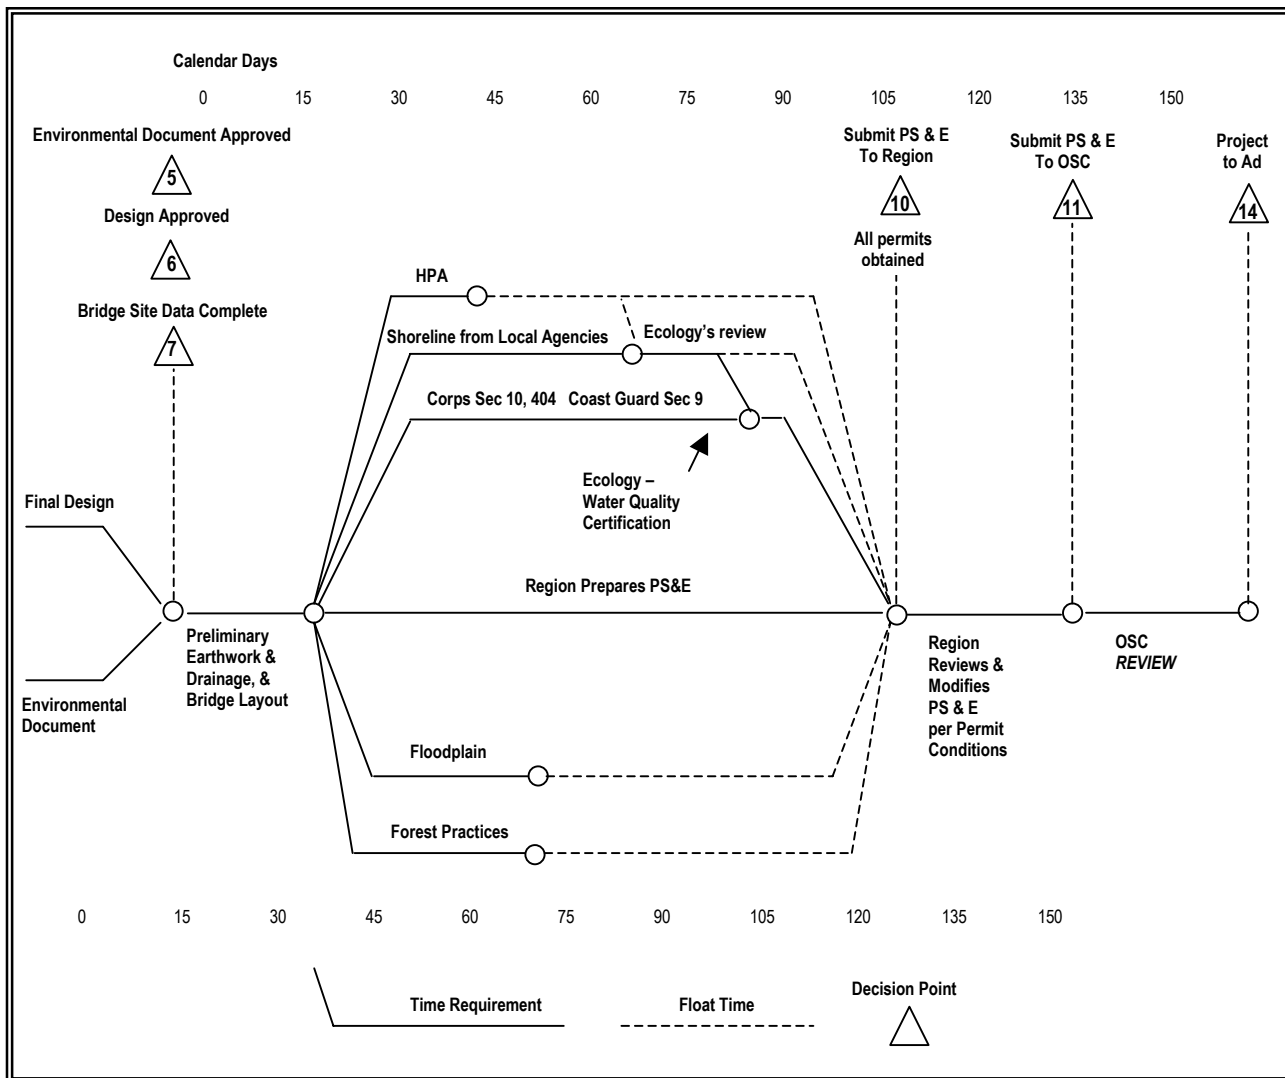 Calendar Days
0 15 30 45 60 75 90 105 120 135 150
Environmental Document Approved
5
Design Approved
6
Bridge Site Data Complete
7
Submit PS & E
To Region
10
All permits
obtained
Submit PS & E
To OSC
11
Project
to Ad
14
HPA
Shoreline from Local Agencies
Ecology's review
Corps Sec 10, 404 Coast Guard Sec 9
Ecology –
Water Quality
Certification
Final Design
Region Prepares PS&E
Preliminary
Earthwork &
Drainage, &
Bridge Layout
Environmental
Document
Region
Reviews &
Modifies
PS & E
per Permit
Conditions
OSC
REVIEW
Floodplain
Forest Practices
0 15 30 45 60 75 90 105 120 135 150
Time Requirement
Float Time
Decision Point